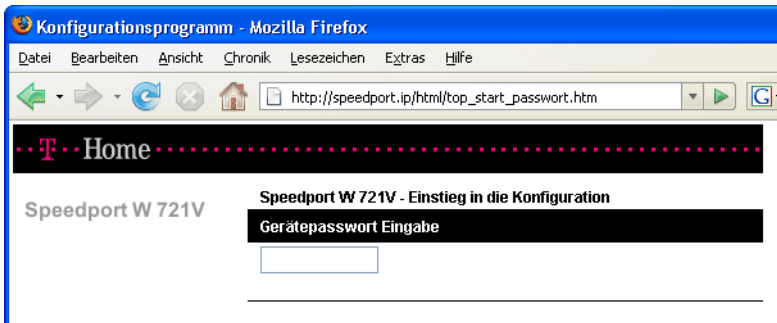 Konfigurationsprogramm - Mozilla Firefox
Datei Bearbeiten Ansicht Chronik Lesezeichen Extras Hilfe
http://speedport.ip/html/top_start_passwort.htm G
··T··Home
Speedport W 721V - Einstieg in die Konfiguration
Speedport W 721V
Gerätepasswort Eingabe